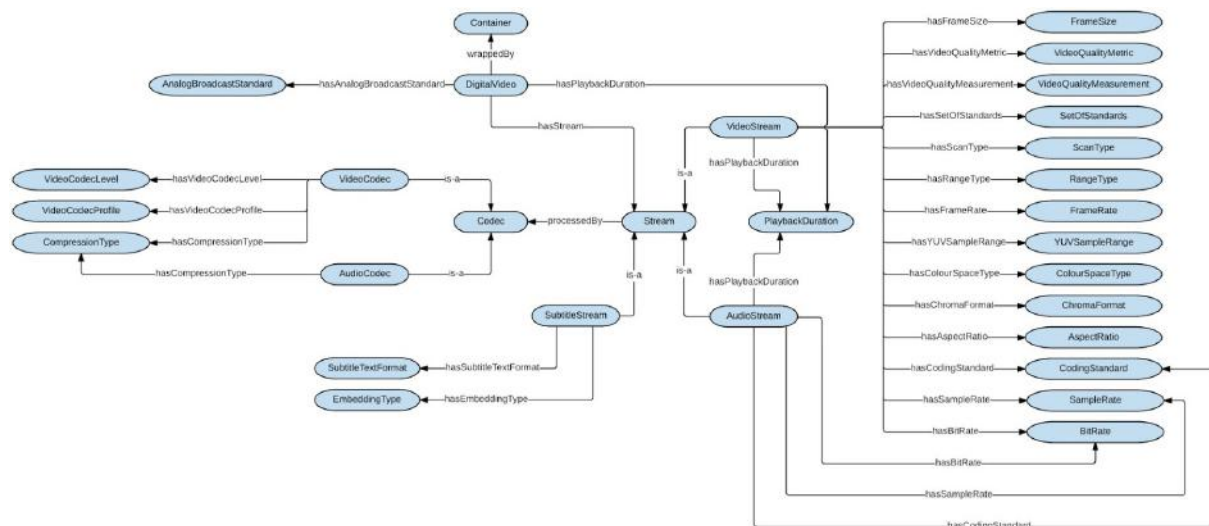 Container
wrappedBy
AnalogBroadcastStandard
hasAnalogBroadcastStandard
DigitalVideo
hasPlaybackDuration
hasStream
VideoCodecLevel
hasVideoCodecLevel
VideoCodec
is-a
VideoCodecProfile
hasVideoCodecProfile
CompressionType
hasCompressionType
hasCompressionType
AudioCodec
is-a
Codec
processedBy
Stream
is-a
SubtitleStream
SubtitleTextFormat
hasSubtitleTextFormat
EmbeddingType
hasEmbeddingType
VideoStream
is-a
hasPlaybackDuration
PlaybackDuration
is-a
hasPlaybackDuration
AudioStream
hasFrameSize
FrameSize
hasVideoQualityMetric
VideoQualityMetric
hasVideoQualityMeasurement
VideoQualityMeasurement
hasSetOfStandards
SetOfStandards
hasScanType
ScanType
hasRangeType
RangeType
hasFrameRate
FrameRate
hasYUVSampleRange
YUVSampleRange
hasColourSpaceType
ColourSpaceType
hasChromaFormat
ChromaFormat
hasAspectRatio
AspectRatio
hasCodingStandard
CodingStandard
hasSampleRate
SampleRate
hasBitRate
BitRate
hasBitRate
hasSampleRate
hasCodingStandard